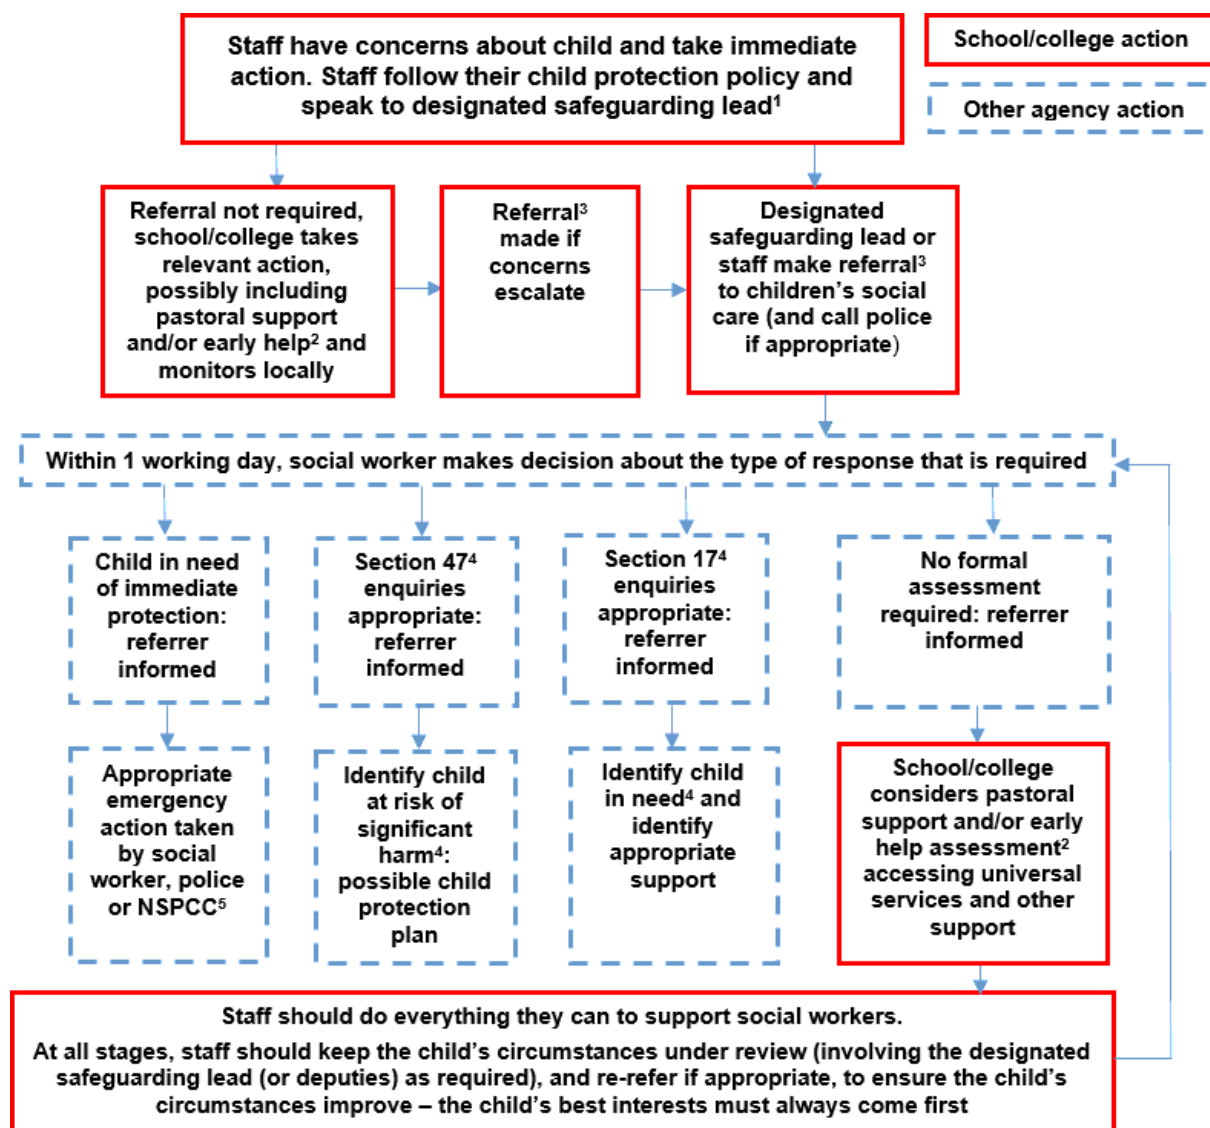 Staff have concerns about child and take immediate
action. Staff follow their child protection policy and
speak to designated safeguarding lead¹
School/college action
Other agency action
Referral not required,
school/college takes
relevant action,
possibly including
pastoral support
and/or early help² and
monitors locally
Referral³
made if
concerns
escalate
Designated
safeguarding lead or
staff make referral³
to children’s social
care (and call police
if appropriate)
Within 1 working day, social worker makes decision about the type of response that is required
Child in need
of immediate
protection:
referrer
informed
Section 47⁴
enquiries
appropriate:
referrer
informed
Section 17⁴
enquiries
appropriate:
referrer
informed
No formal
assessment
required: referrer
informed
Appropriate
emergency
action taken
by social
worker, police
or NSPCC⁵
Identify child
at risk of
significant
harm⁴:
possible child
protection
plan
Identify child
in need⁴ and
identify
appropriate
support
School/college
considers pastoral
support and/or early
help assessment²
accessing universal
services and other
support
Staff should do everything they can to support social workers.
At all stages, staff should keep the child’s circumstances under review (involving the designated
safeguarding lead (or deputies) as required), and re-refer if appropriate, to ensure the child’s
circumstances improve – the child’s best interests must always come first